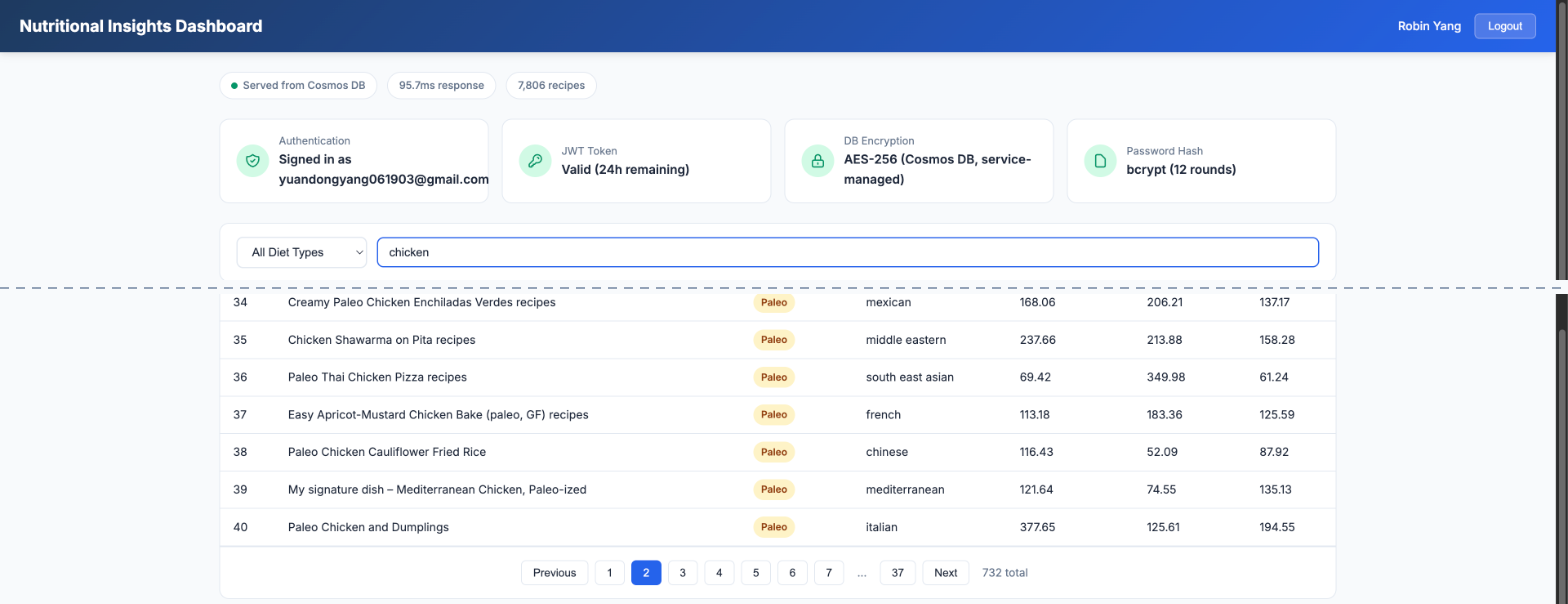 Nutritional Insights Dashboard
Robin Yang
Logout
Served from Cosmos DB
95.7ms response
7,806 recipes
Authentication
Signed in as
yuandongyang061903@gmail.com
JWT Token
Valid (24h remaining)
DB Encryption
AES-256 (Cosmos DB, service-
managed)
Password Hash
bcrypt (12 rounds)
All Diet Types
chicken
34 Creamy Paleo Chicken Enchiladas Verdes recipes Paleo mexican 168.06 206.21 137.17
35 Chicken Shawarma on Pita recipes Paleo middle eastern 237.66 213.88 158.28
36 Paleo Thai Chicken Pizza recipes Paleo south east asian 69.42 349.98 61.24
37 Easy Apricot-Mustard Chicken Bake (paleo, GF) recipes Paleo french 113.18 183.36 125.59
38 Paleo Chicken Cauliflower Fried Rice Paleo chinese 116.43 52.09 87.92
39 My signature dish – Mediterranean Chicken, Paleo-ized Paleo mediterranean 121.64 74.55 135.13
40 Paleo Chicken and Dumplings Paleo italian 377.65 125.61 194.55
Previous 1 2 3 4 5 6 7 ... 37 Next 732 total